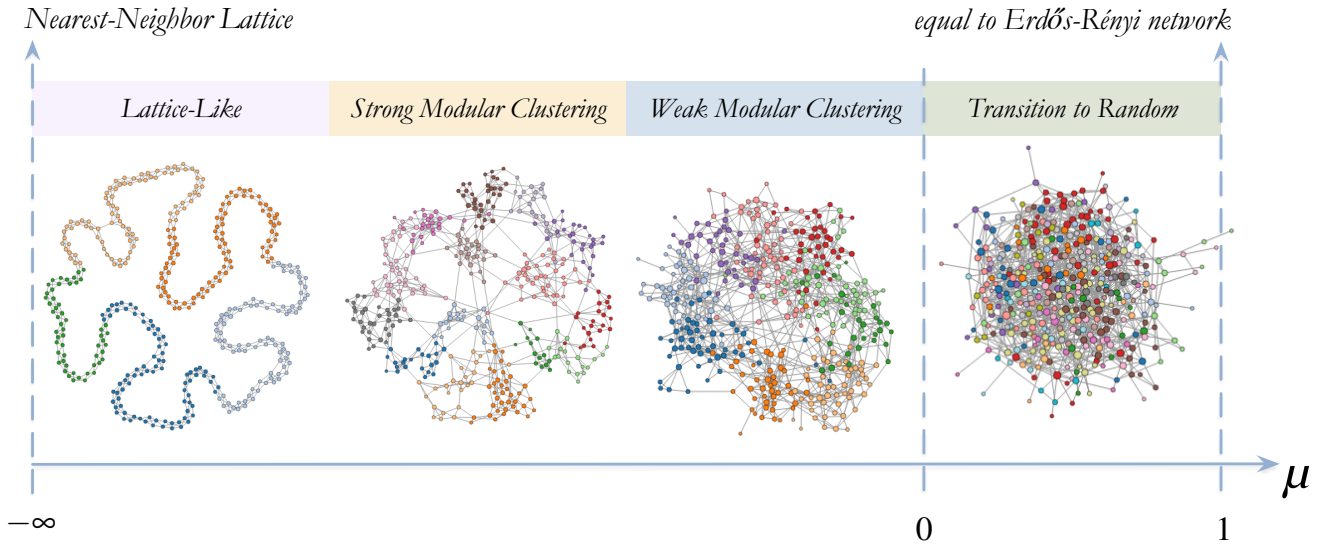 Nearest-Neighbor Lattice
equal to Erdős-Rényi network
Lattice-Like
Strong Modular Clustering
Weak Modular Clustering
Transition to Random
μ
−∞
0
1